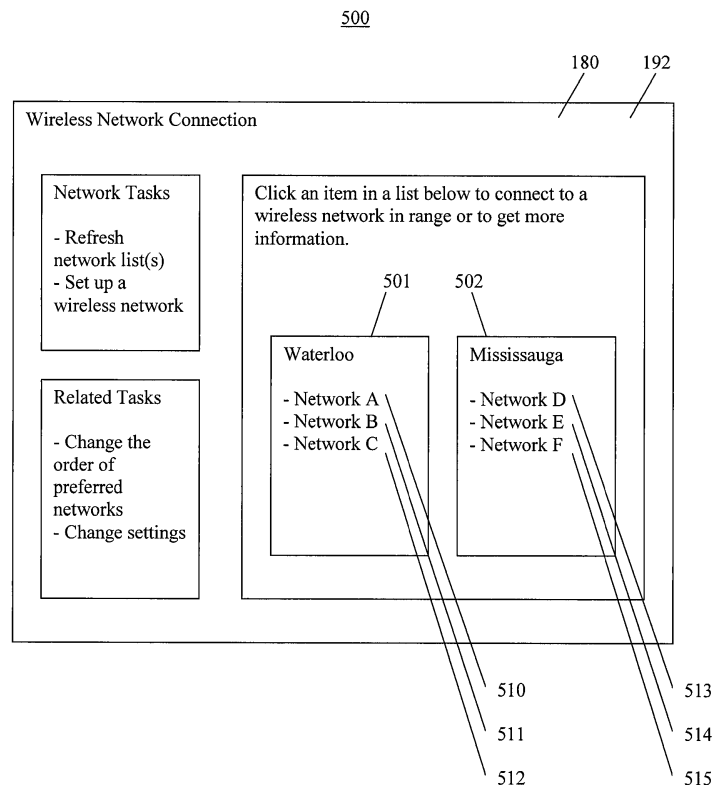 500
180 192
Wireless Network Connection
Network Tasks
- Refresh
network list(s)
- Set up a
wireless network
Related Tasks
- Change the
order of
preferred
networks
- Change settings
Click an item in a list below to connect to a
wireless network in range or to get more
information.
501 502
Waterloo
- Network A
- Network B
- Network C
Mississauga
- Network D
- Network E
- Network F
510 513
511 514
512 515